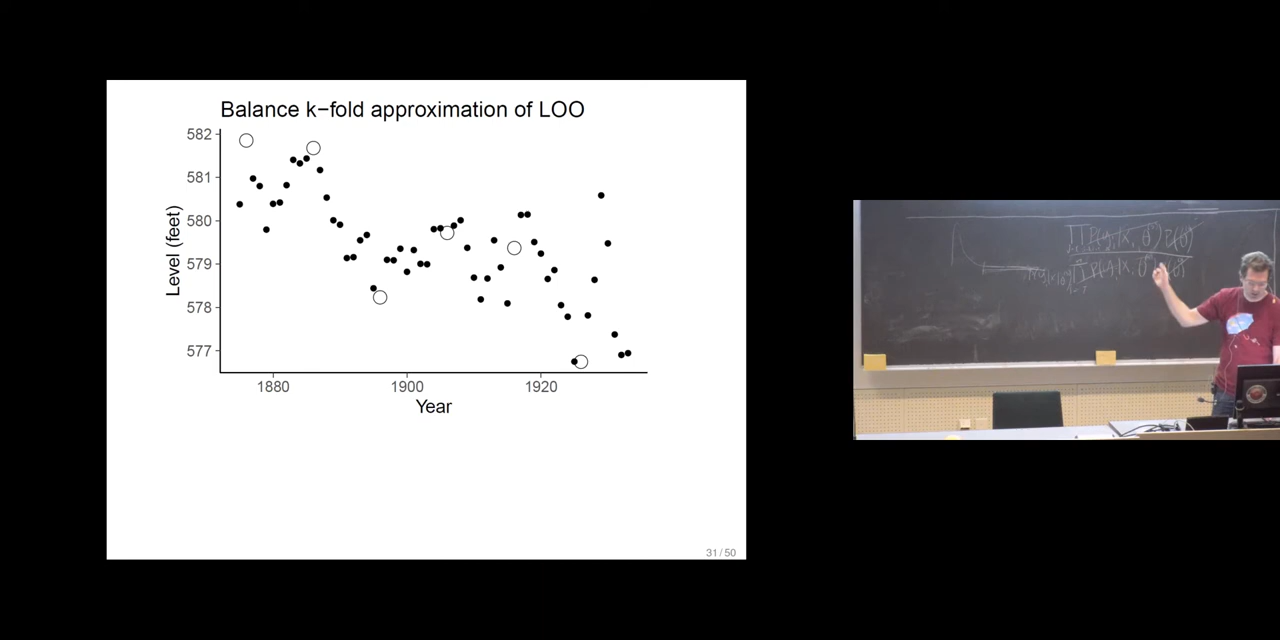 Balance k−fold approximation of LOO
582
581
580
579
578
577
Level (feet)
1880 1900 1920
Year
31 / 50